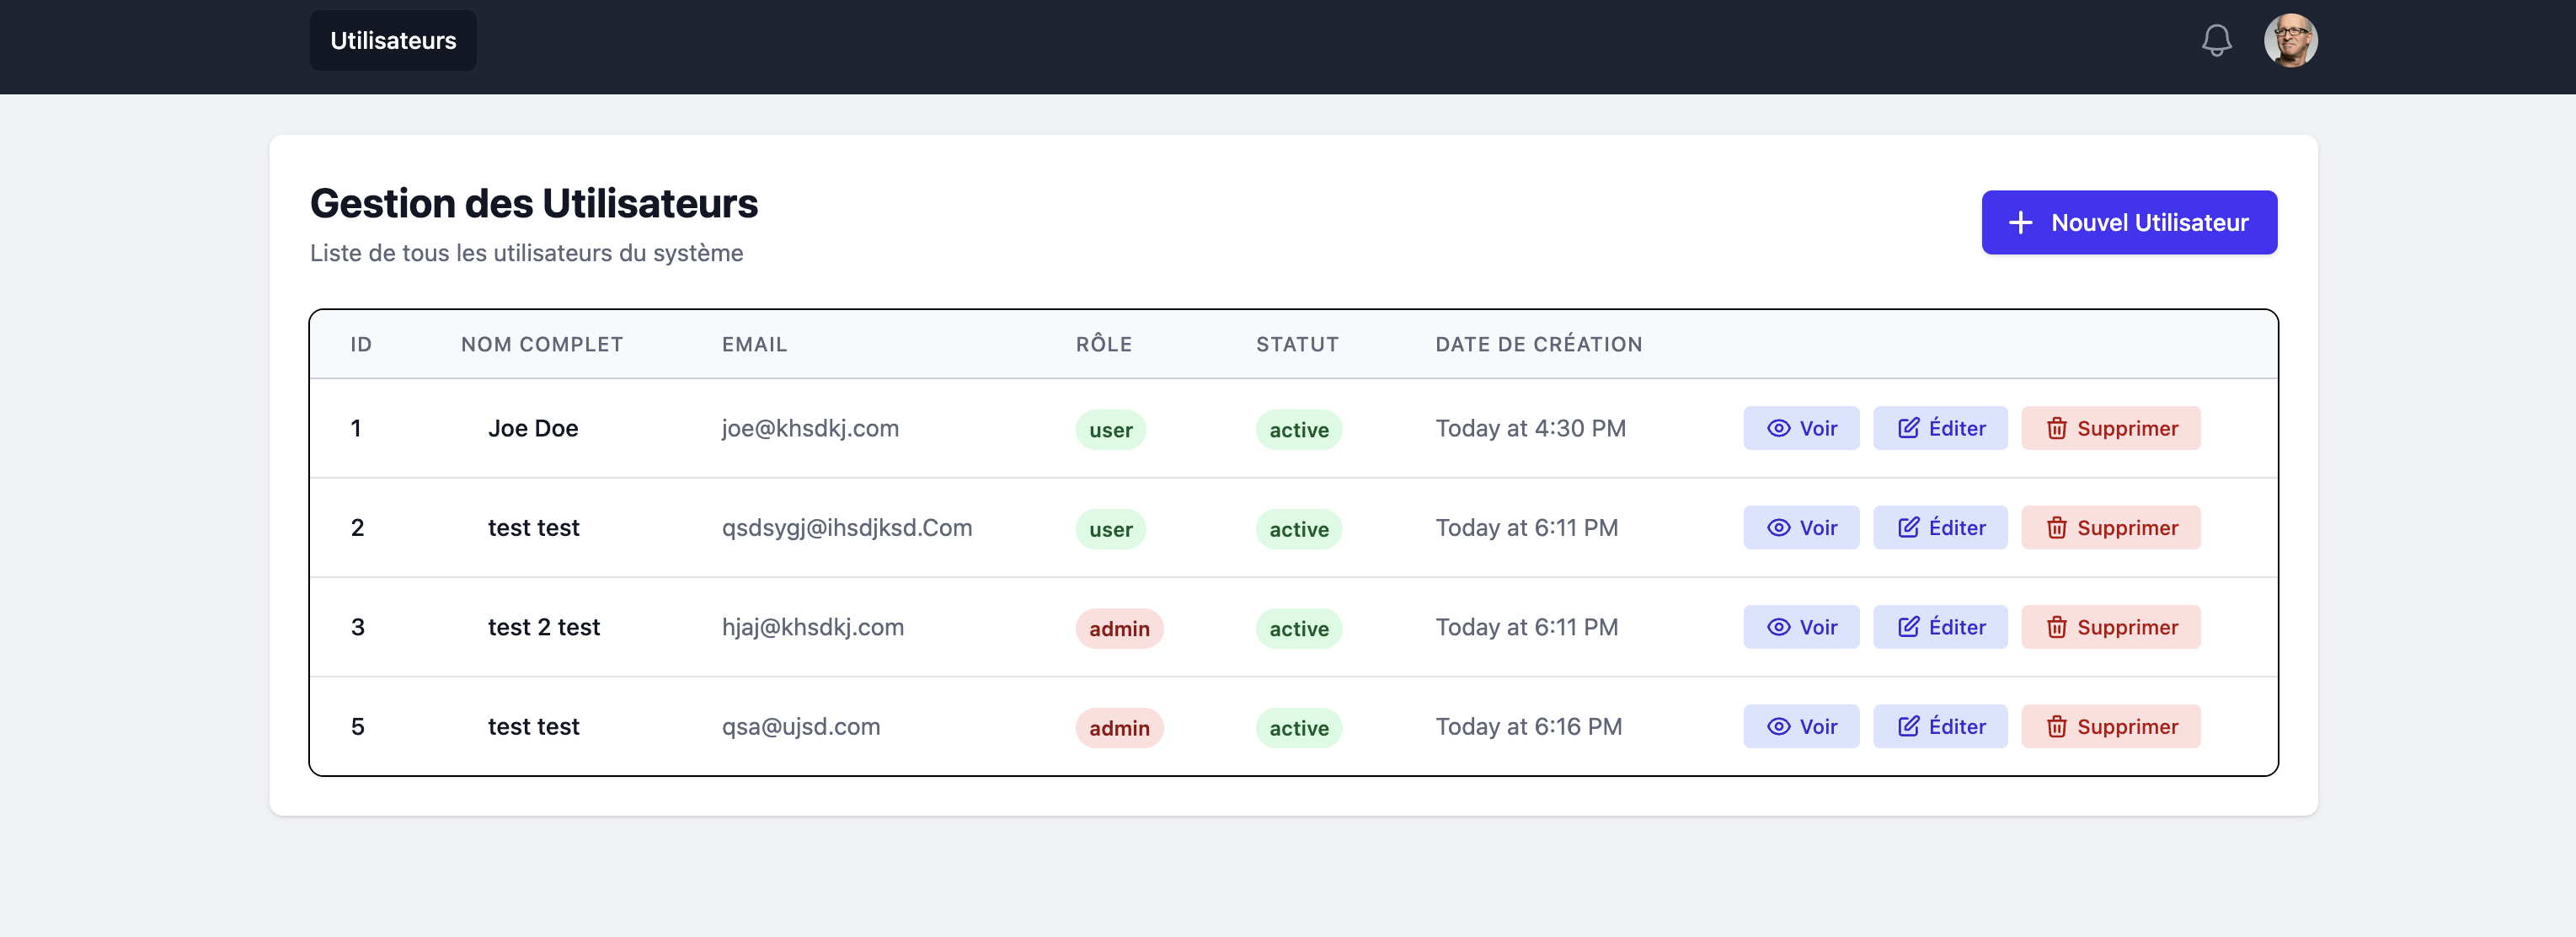 Utilisateurs
Gestion des Utilisateurs
Liste de tous les utilisateurs du système
Nouvel Utilisateur
ID NOM COMPLET EMAIL RÔLE STATUT DATE DE CRÉATION
1 Joe Doe joe@khsdkj.com user active Today at 4:30 PM Voir Éditer Supprimer
2 test test qsdsygj@ihsdjksd.Com user active Today at 6:11 PM Voir Éditer Supprimer
3 test 2 test hjaj@khsdkj.com admin active Today at 6:11 PM Voir Éditer Supprimer
5 test test qsa@ujsd.com admin active Today at 6:16 PM Voir Éditer Supprimer